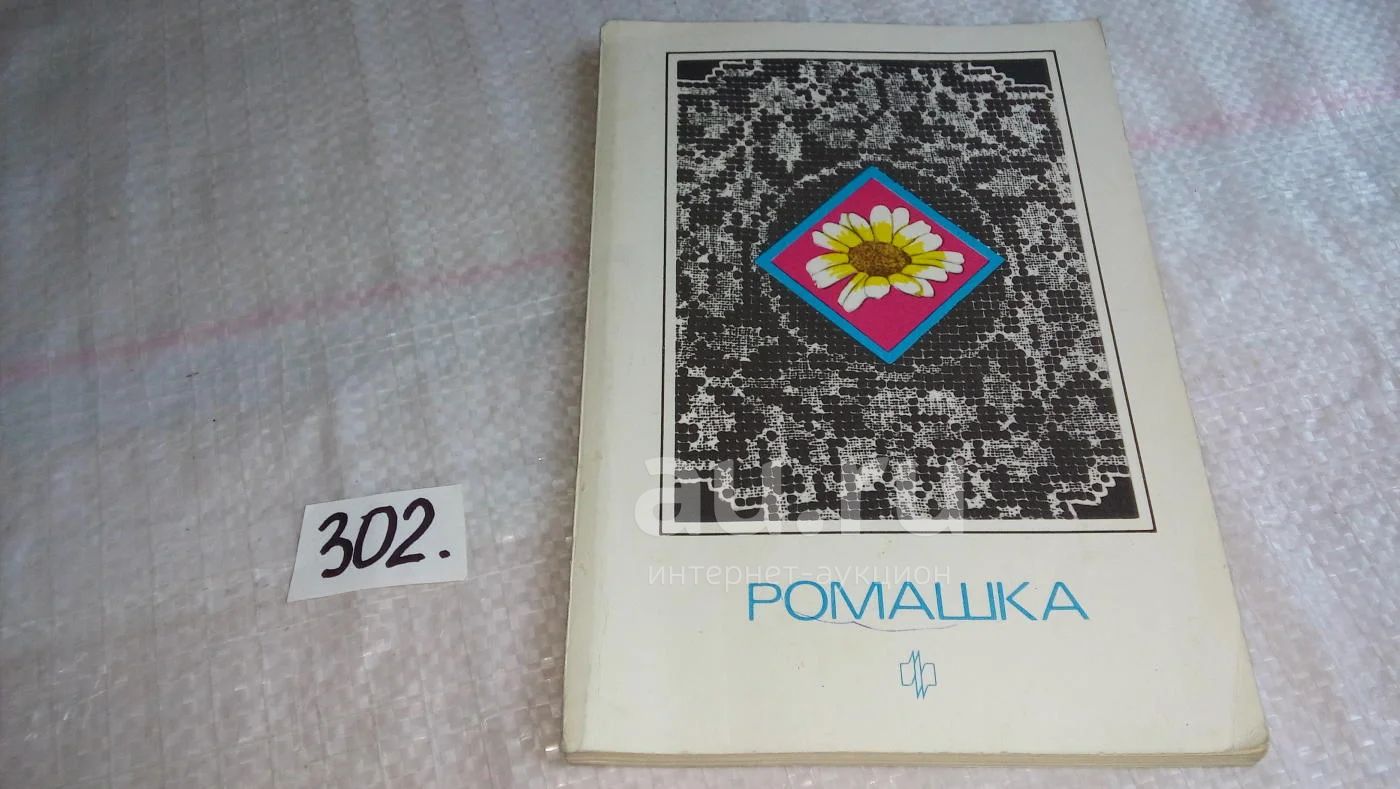 302.
au.ru
интернет-аукцион
РОМАШКА